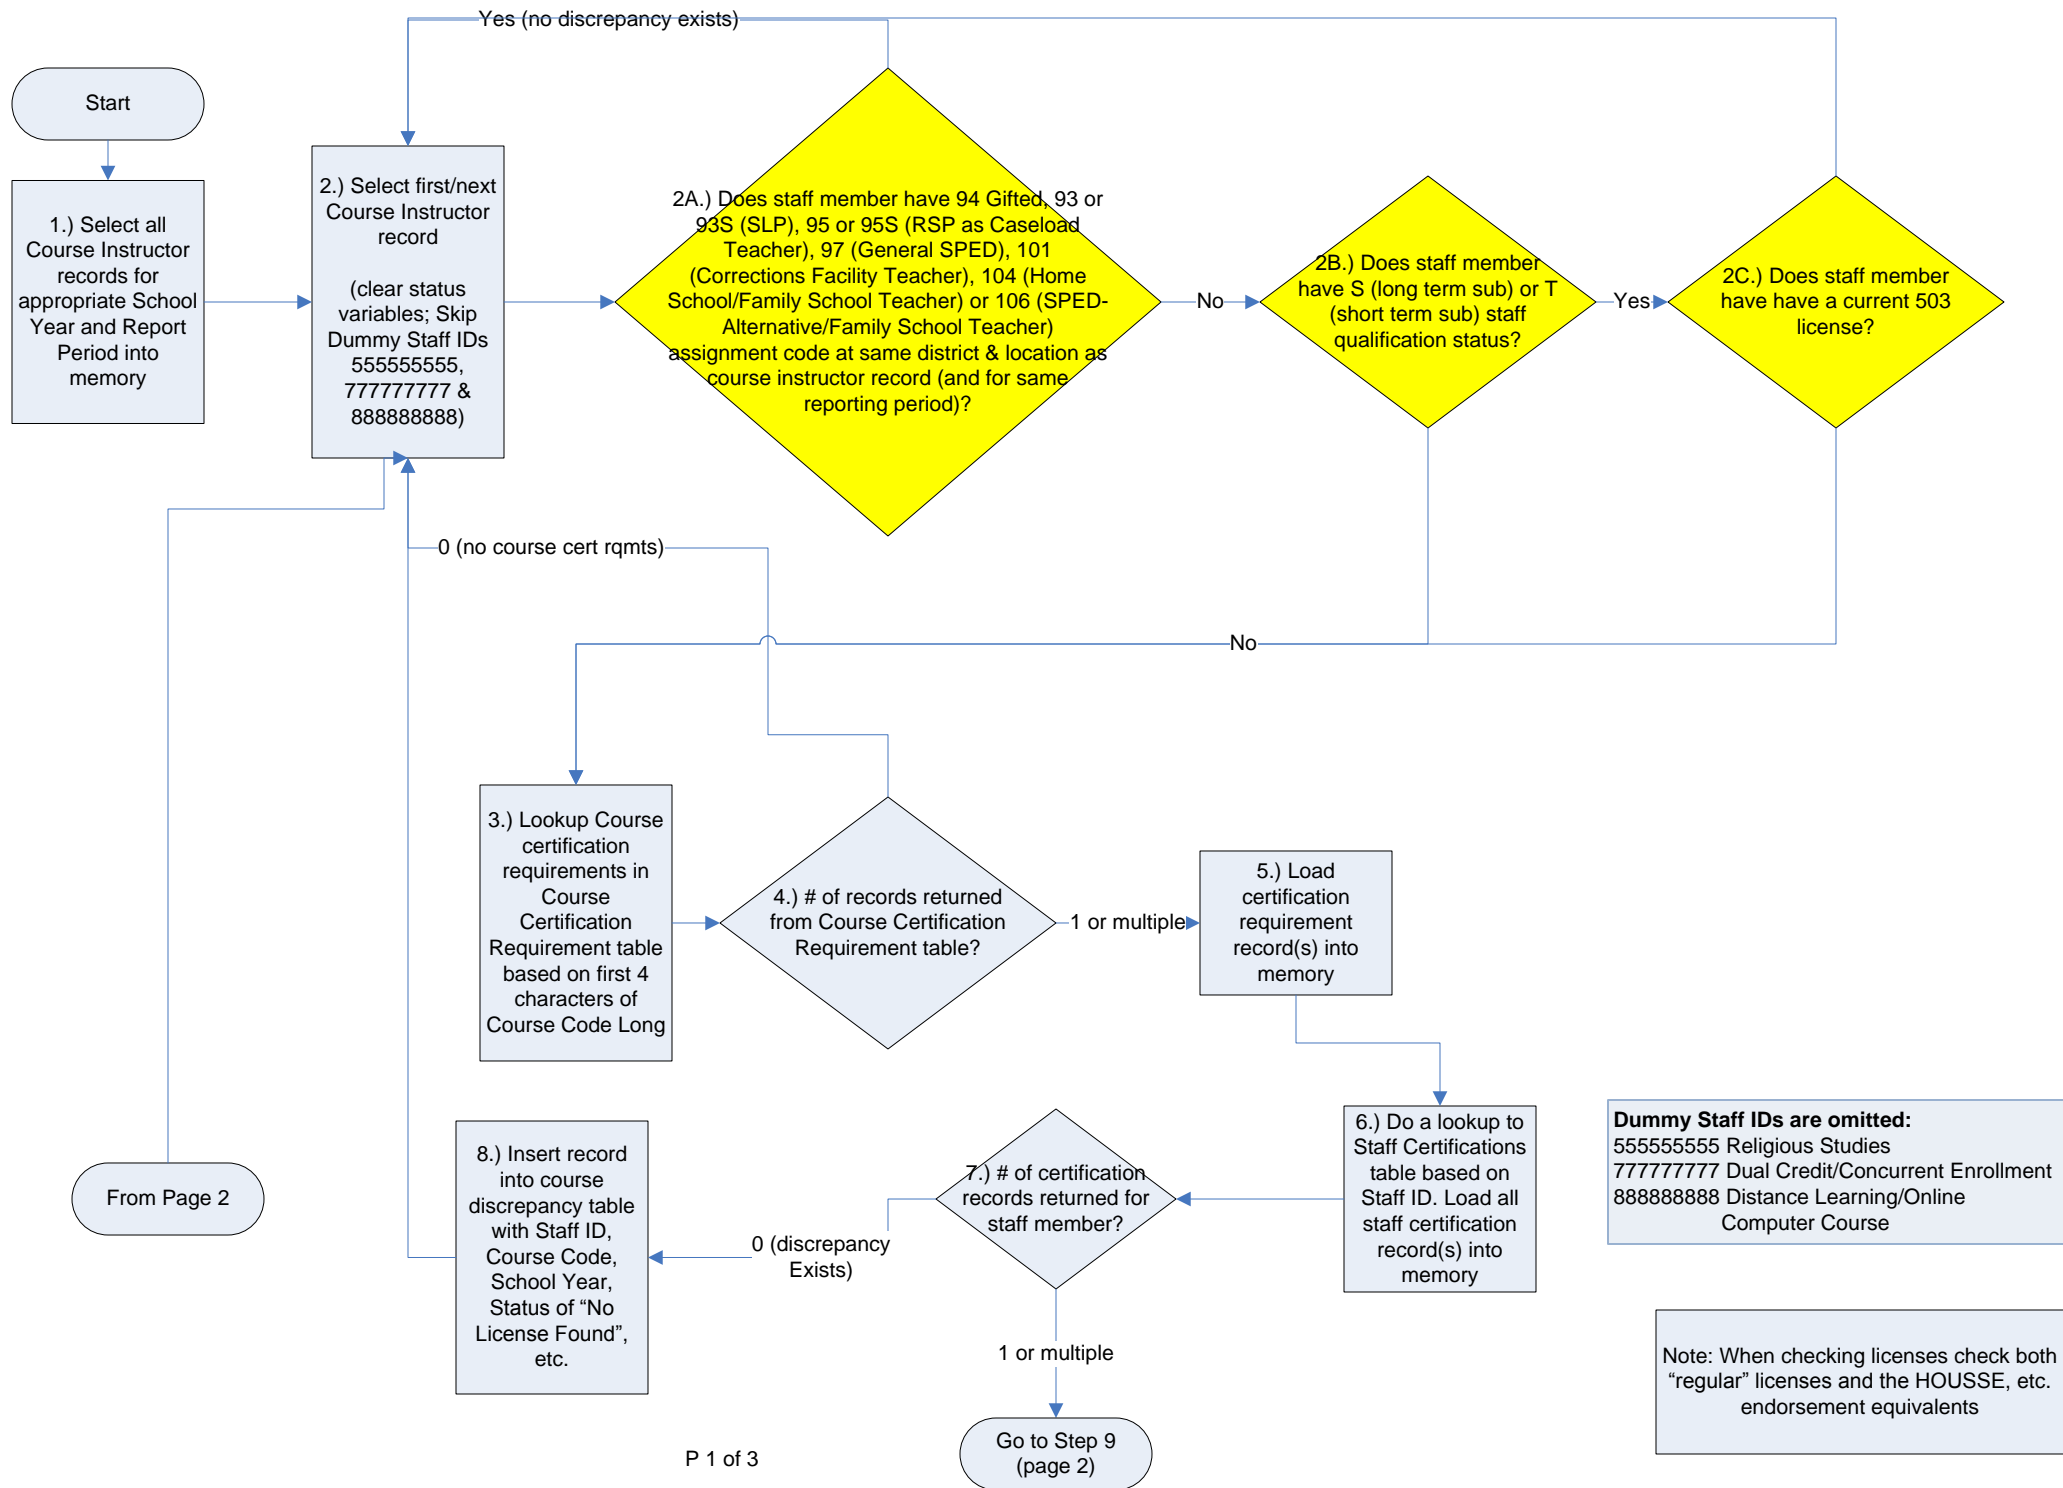 Yes (no discrepancy exists)
Start
1.) Select all
Course Instructor
records for
appropriate School
Year and Report
Period into
memory
2.) Select first/next
Course Instructor
record
(clear status
variables; Skip
Dummy Staff IDs
555555555,
777777777 &
888888888)
2A.) Does staff member have 94 Gifted, 93 or
93S (SLP), 95 or 95S (RSP as Caseload
Teacher), 97 (General SPED), 101
(Corrections Facility Teacher), 104 (Home
School/Family School Teacher) or 106 (SPED-
Alternative/Family School Teacher)
assignment code at same district & location as
course instructor record (and for same
reporting period)?
No
2B.) Does staff member
have S (long term sub) or T
(short term sub) staff
qualification status?
Yes
2C.) Does staff member
have have a current 503
license?
0 (no course cert rqmts)
No
3.) Lookup Course
certification
requirements in
Course
Certification
Requirement table
based on first 4
characters of
Course Code Long
4.) # of records returned
from Course Certification
Requirement table?
1 or multiple
5.) Load
certification
requirement
record(s) into
memory
6.) Do a lookup to
Staff Certifications
table based on
Staff ID. Load all
staff certification
record(s) into
memory
7.) # of certification
records returned for
staff member?
0 (discrepancy
Exists)
8.) Insert record
into course
discrepancy table
with Staff ID,
Course Code,
School Year,
Status of “No
License Found”,
etc.
From Page 2
1 or multiple
Go to Step 9
(page 2)
Dummy Staff IDs are omitted:
555555555 Religious Studies
777777777 Dual Credit/Concurrent Enrollment
888888888 Distance Learning/Online
Computer Course
Note: When checking licenses check both
“regular” licenses and the HOUSSE, etc.
endorsement equivalents
P 1 of 3